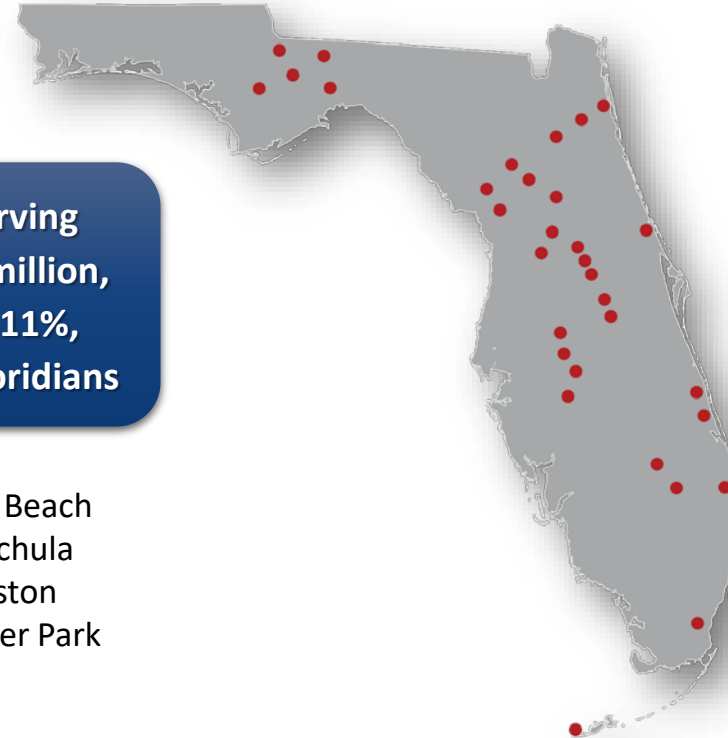 rving
million,
11%,
oridians
Beach
chula
ston
er Park